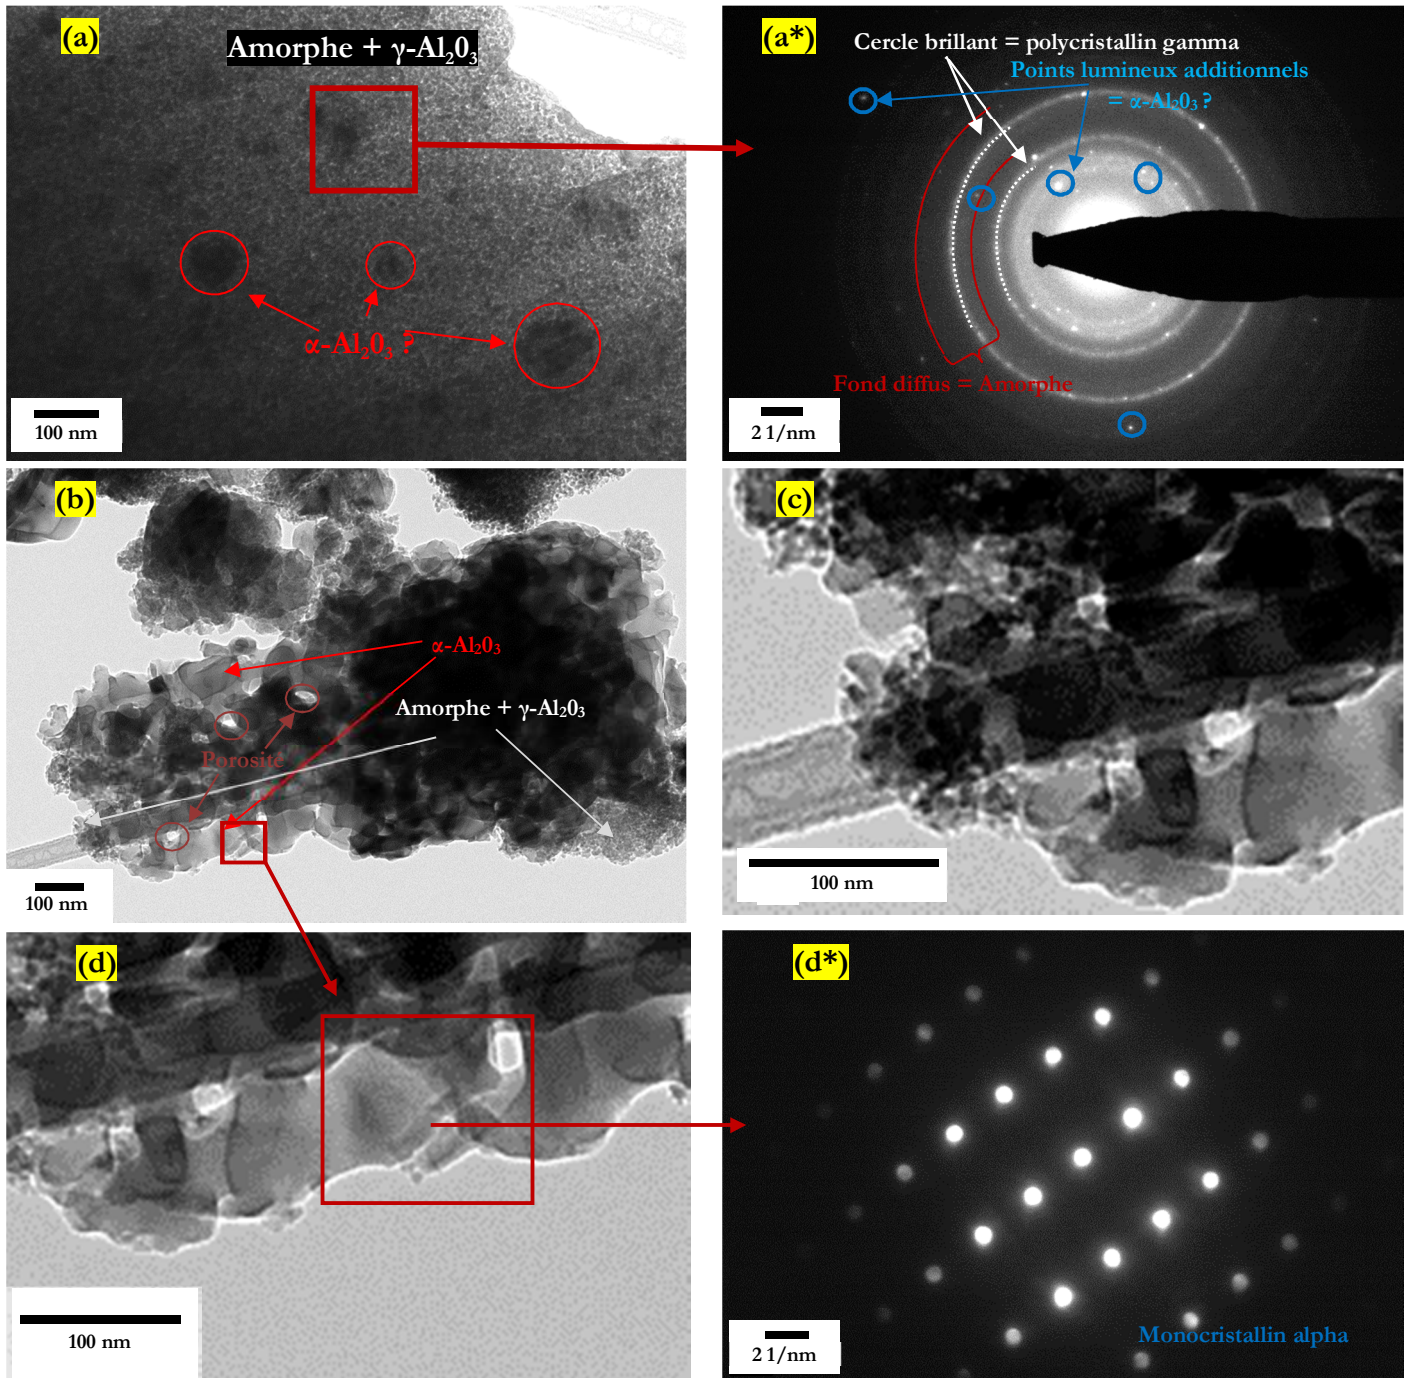 (a)
Amorphe + γ-Al₂0₃
α-Al₂0₃ ?
100 nm
(a*)
Cercle brillant = polycristallin gamma
Points lumineux additionnels
= α-Al₂0₃ ?
Fond diffus = Amorphe
2 1/nm
(b)
α-Al₂0₃
Amorphe + γ-Al₂0₃
Porosité
100 nm
(c)
100 nm
(d)
100 nm
(d*)
Monocristallin alpha
2 1/nm